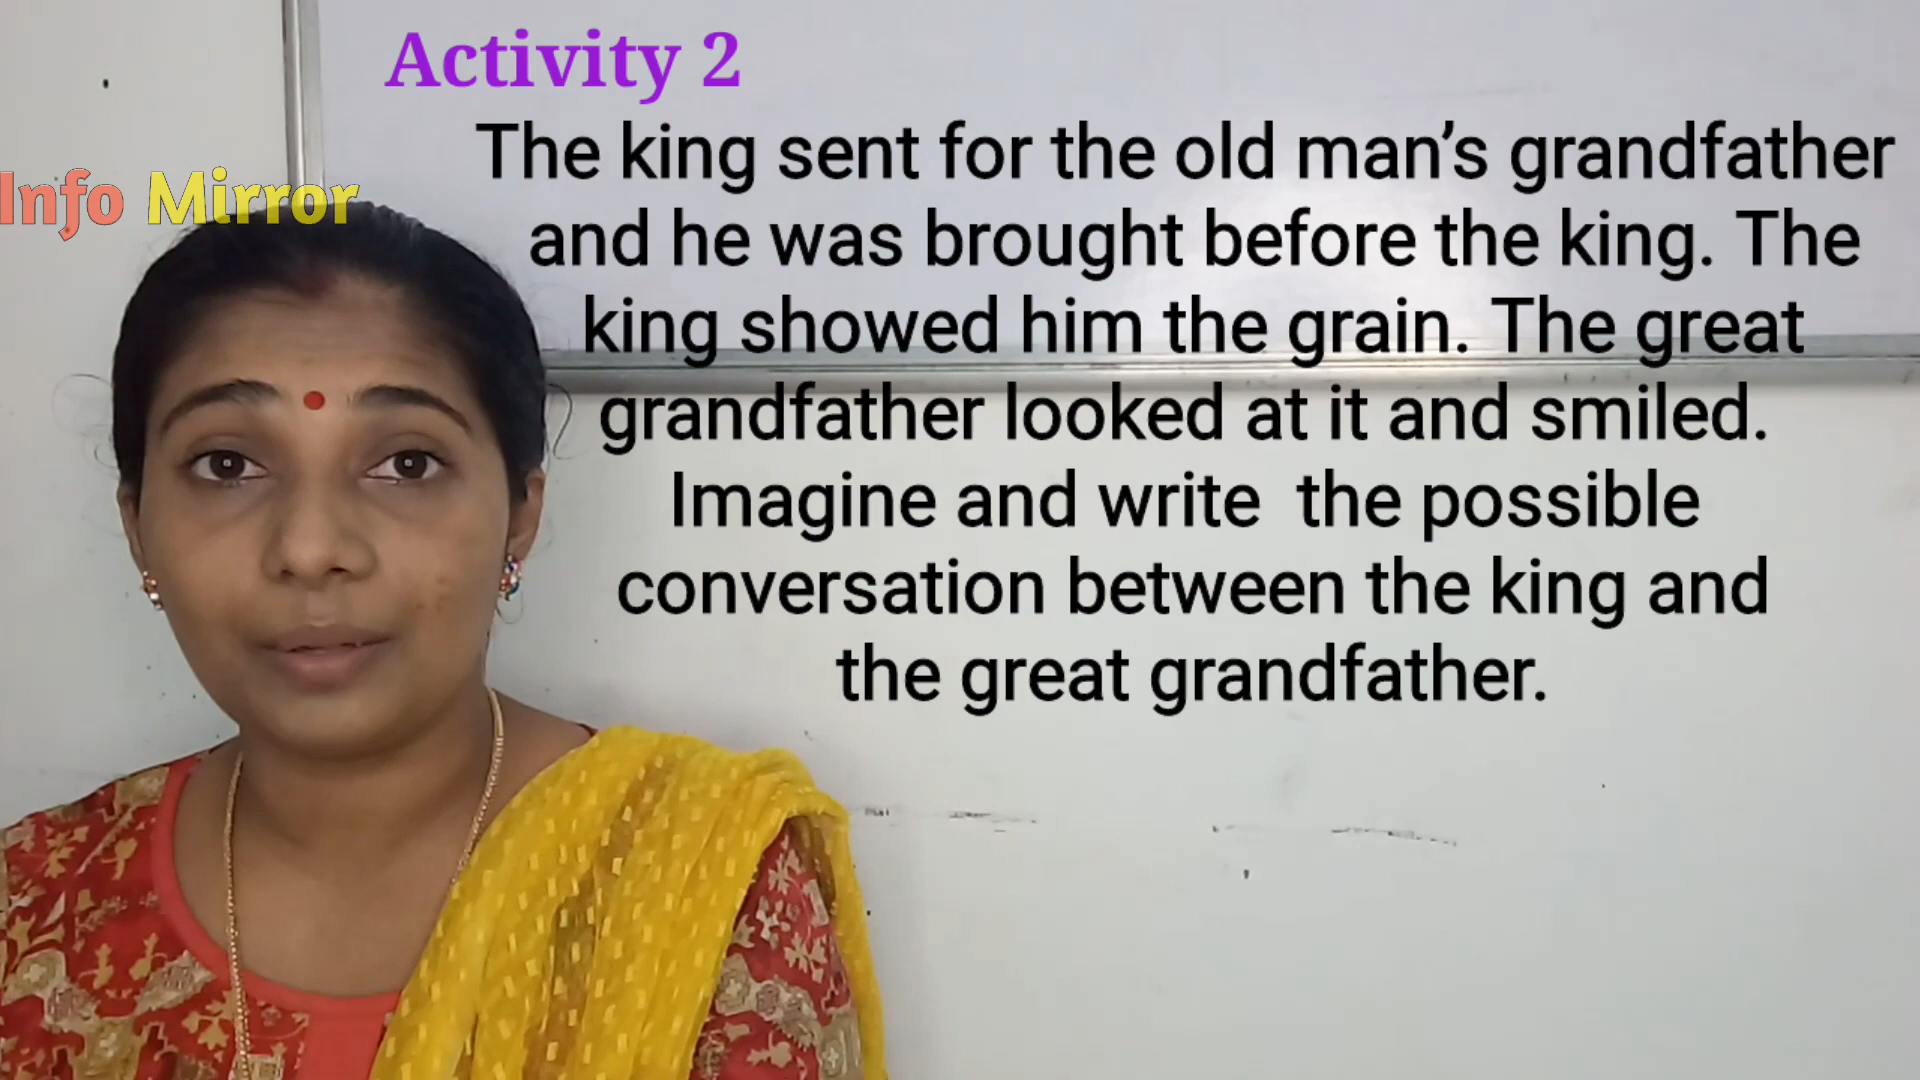 Activity 2
Info Mirror
The king sent for the old man’s grandfather
and he was brought before the king. The
king showed him the grain. The great
grandfather looked at it and smiled.
Imagine and write the possible
conversation between the king and
the great grandfather.